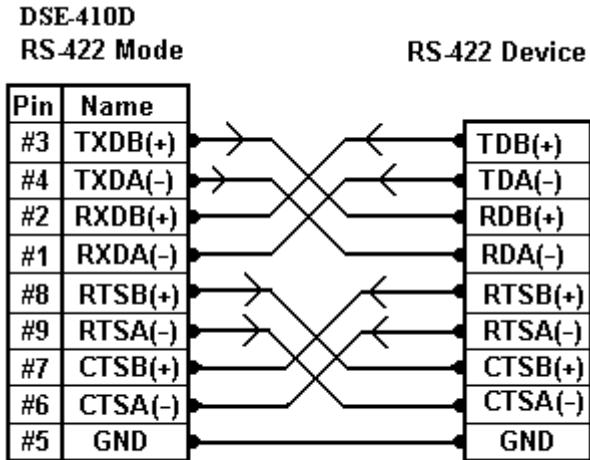 DSE-410D
RS-422 Mode
RS-422 Device
Pin Name
#3 TXDB(+) TDB(+)
#4 TXDA(-) TDA(-)
#2 RXDB(+) RDB(+)
#1 RXDA(-) RDA(-)
#8 RTSB(+) RTSB(+)
#9 RTSA(-) RTSA(-)
#7 CTSB(+) CTSB(+)
#6 CTSA(-) CTSA(-)
#5 GND GND